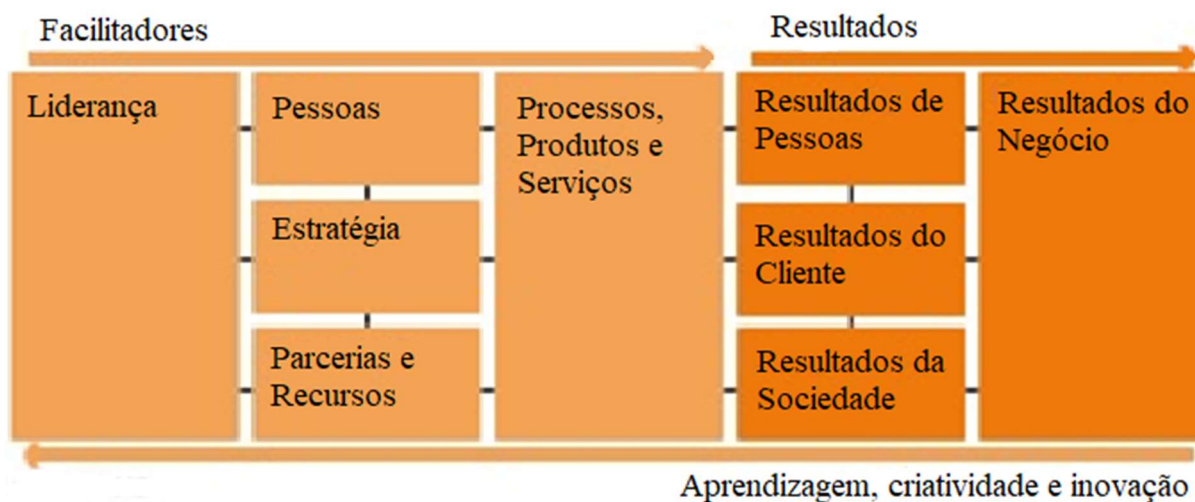 Facilitadores
Resultados
Liderança
Pessoas
Estratégia
Parcerias e
Recursos
Processos,
Produtos e
Serviços
Resultados de
Pessoas
Resultados do
Cliente
Resultados da
Sociedade
Resultados do
Negócio
Aprendizagem, criatividade e inovação